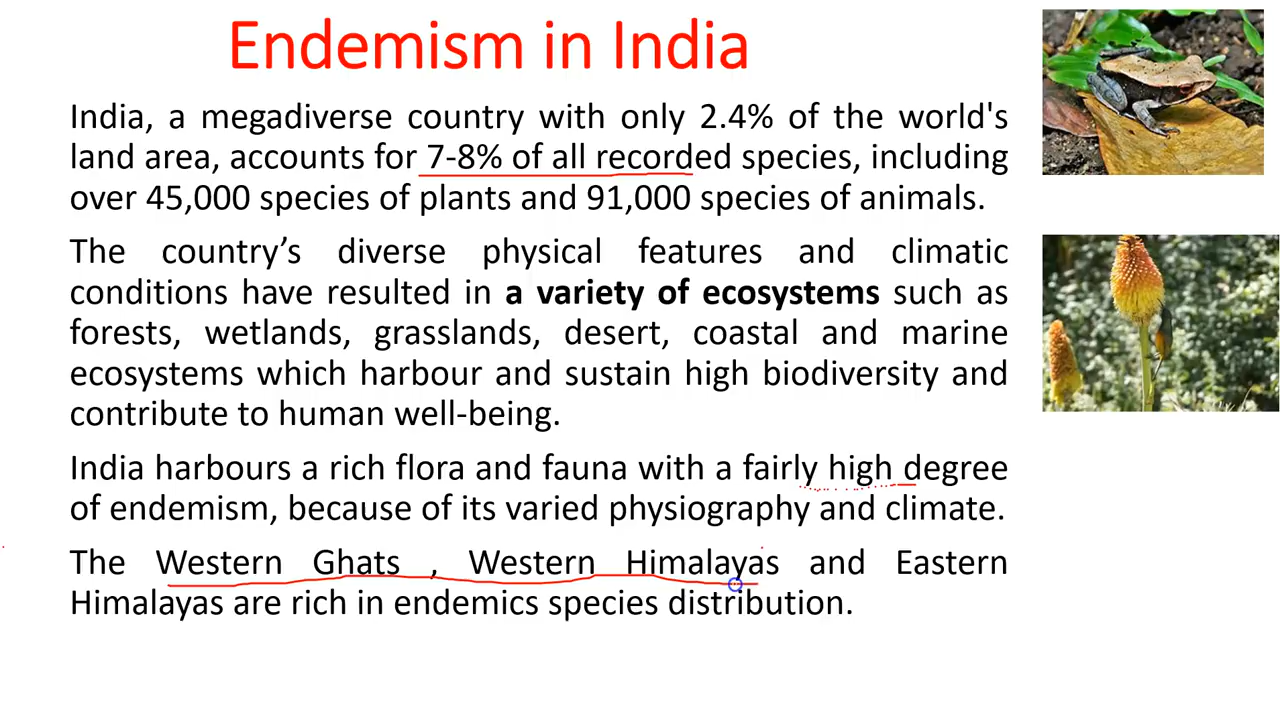 Endemism in India
India, a megadiverse country with only 2.4% of the world's
land area, accounts for 7-8% of all recorded species, including
over 45,000 species of plants and 91,000 species of animals.
The country’s diverse physical features and climatic
conditions have resulted in a variety of ecosystems such as
forests, wetlands, grasslands, desert, coastal and marine
ecosystems which harbour and sustain high biodiversity and
contribute to human well-being.
India harbours a rich flora and fauna with a fairly high degree
of endemism, because of its varied physiography and climate.
The Western Ghats , Western Himalayas and Eastern
Himalayas are rich in endemics species distribution.